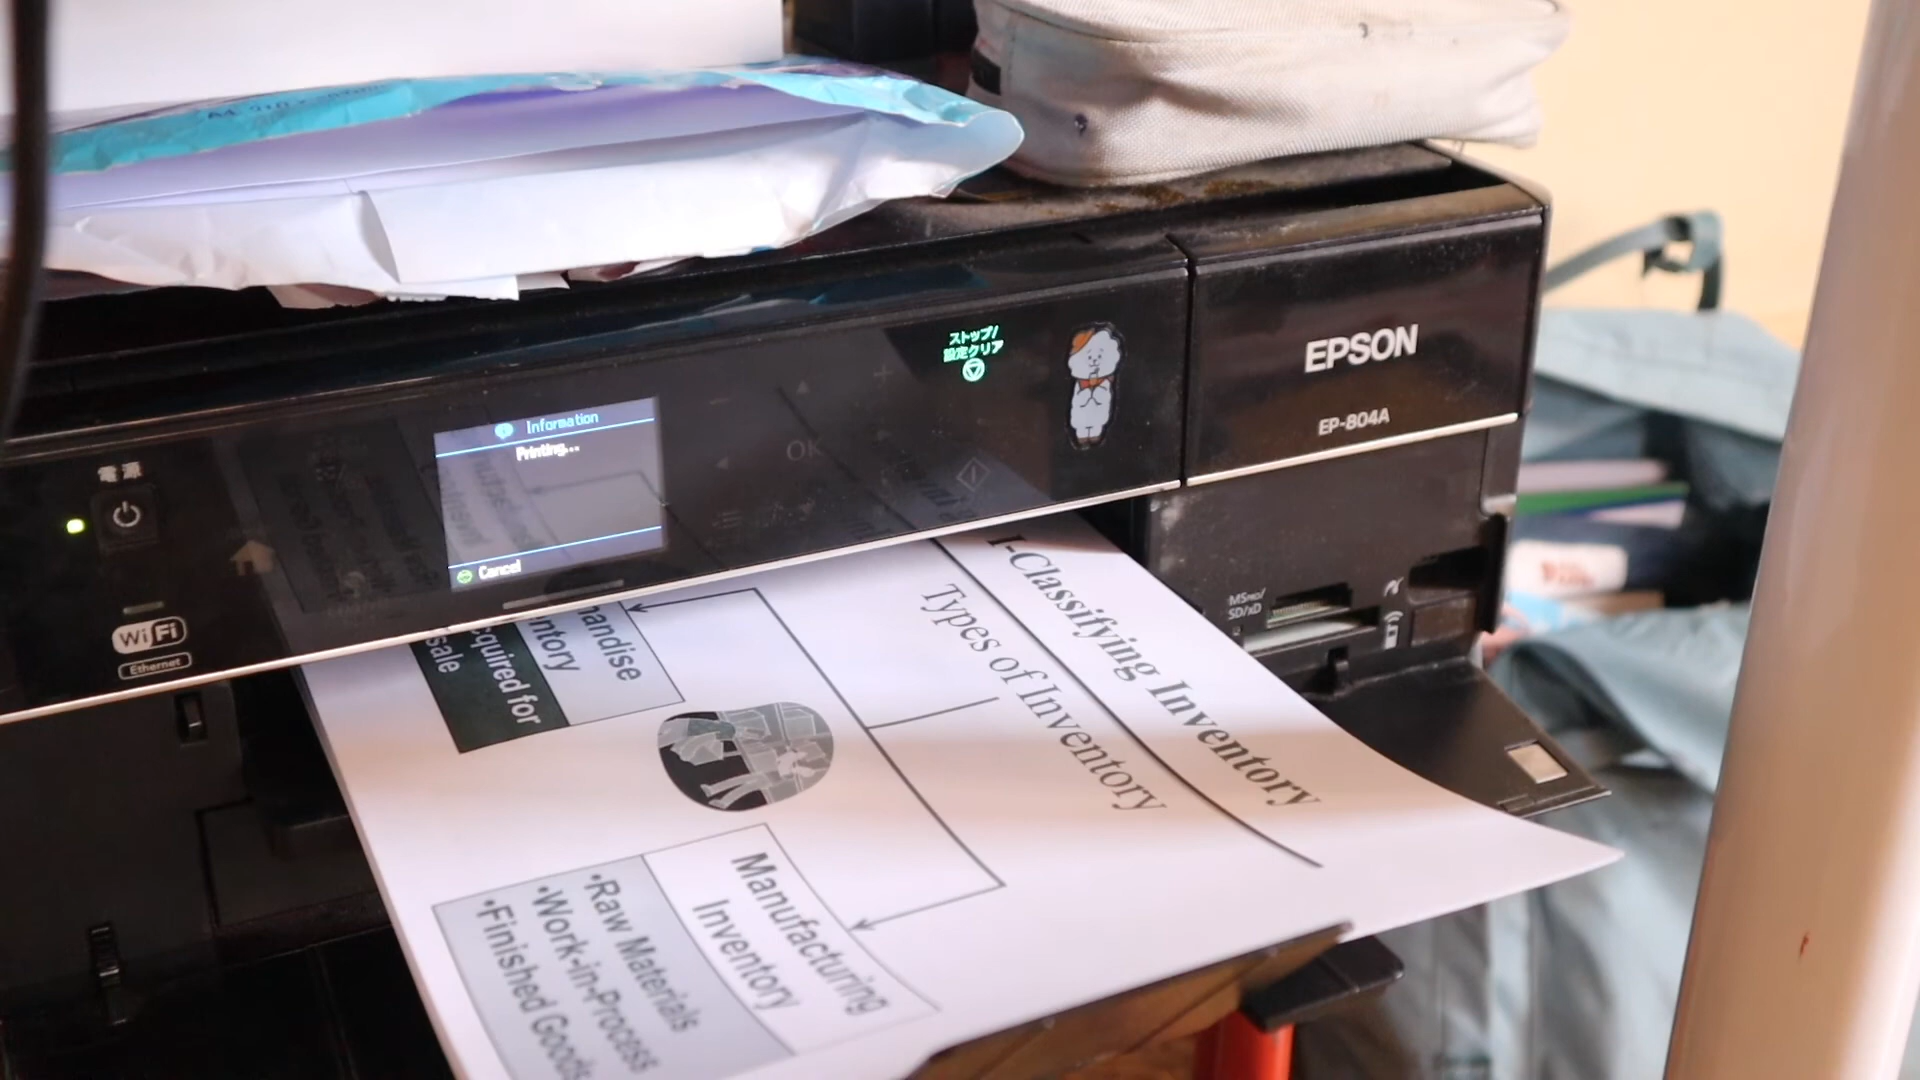 ストップ/
設定クリア
EPSON
EP-804A
Information
Printing...
Cancel
電源
OK
WiFi
Ethernet
MSPRO/
SD/xD
I-Classifying Inventory
Types of Inventory
handise
ntory
cquired for
sale
Manufacturing
Inventory
•Raw Materials
•Work-in-Process
•Finished Goods